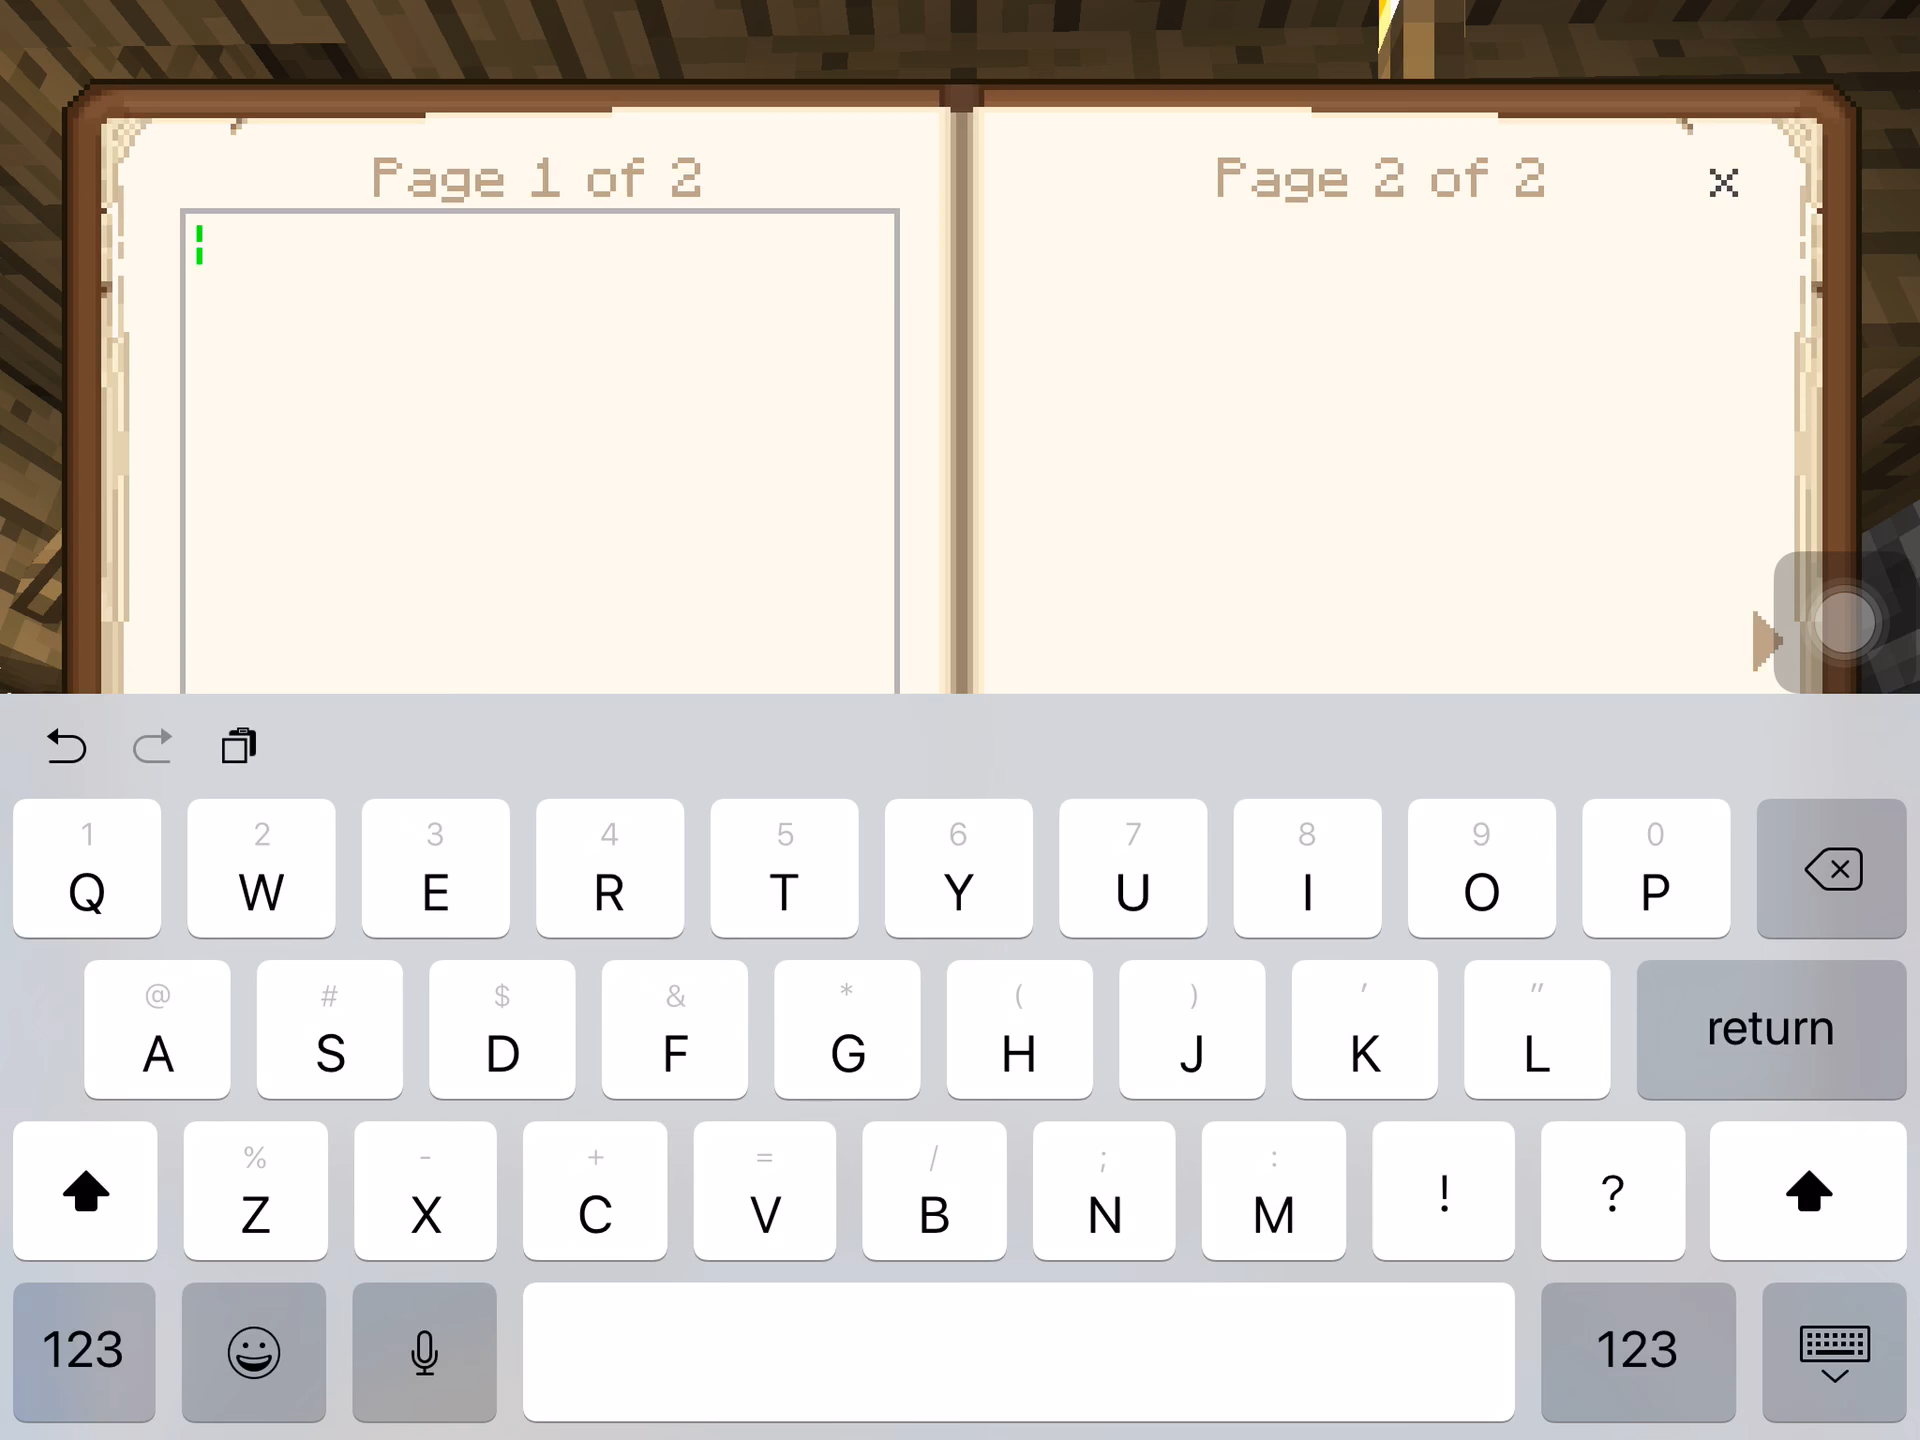 Page 1 of 2
Page 2 of 2
1 2 3 4 5 6 7 8 9 0
Q W E R T Y U I O P
@ # $ & * ( ) ' "
A S D F G H J K L return
% - + = / ; :
Z X C V B N M ! ?
123 123